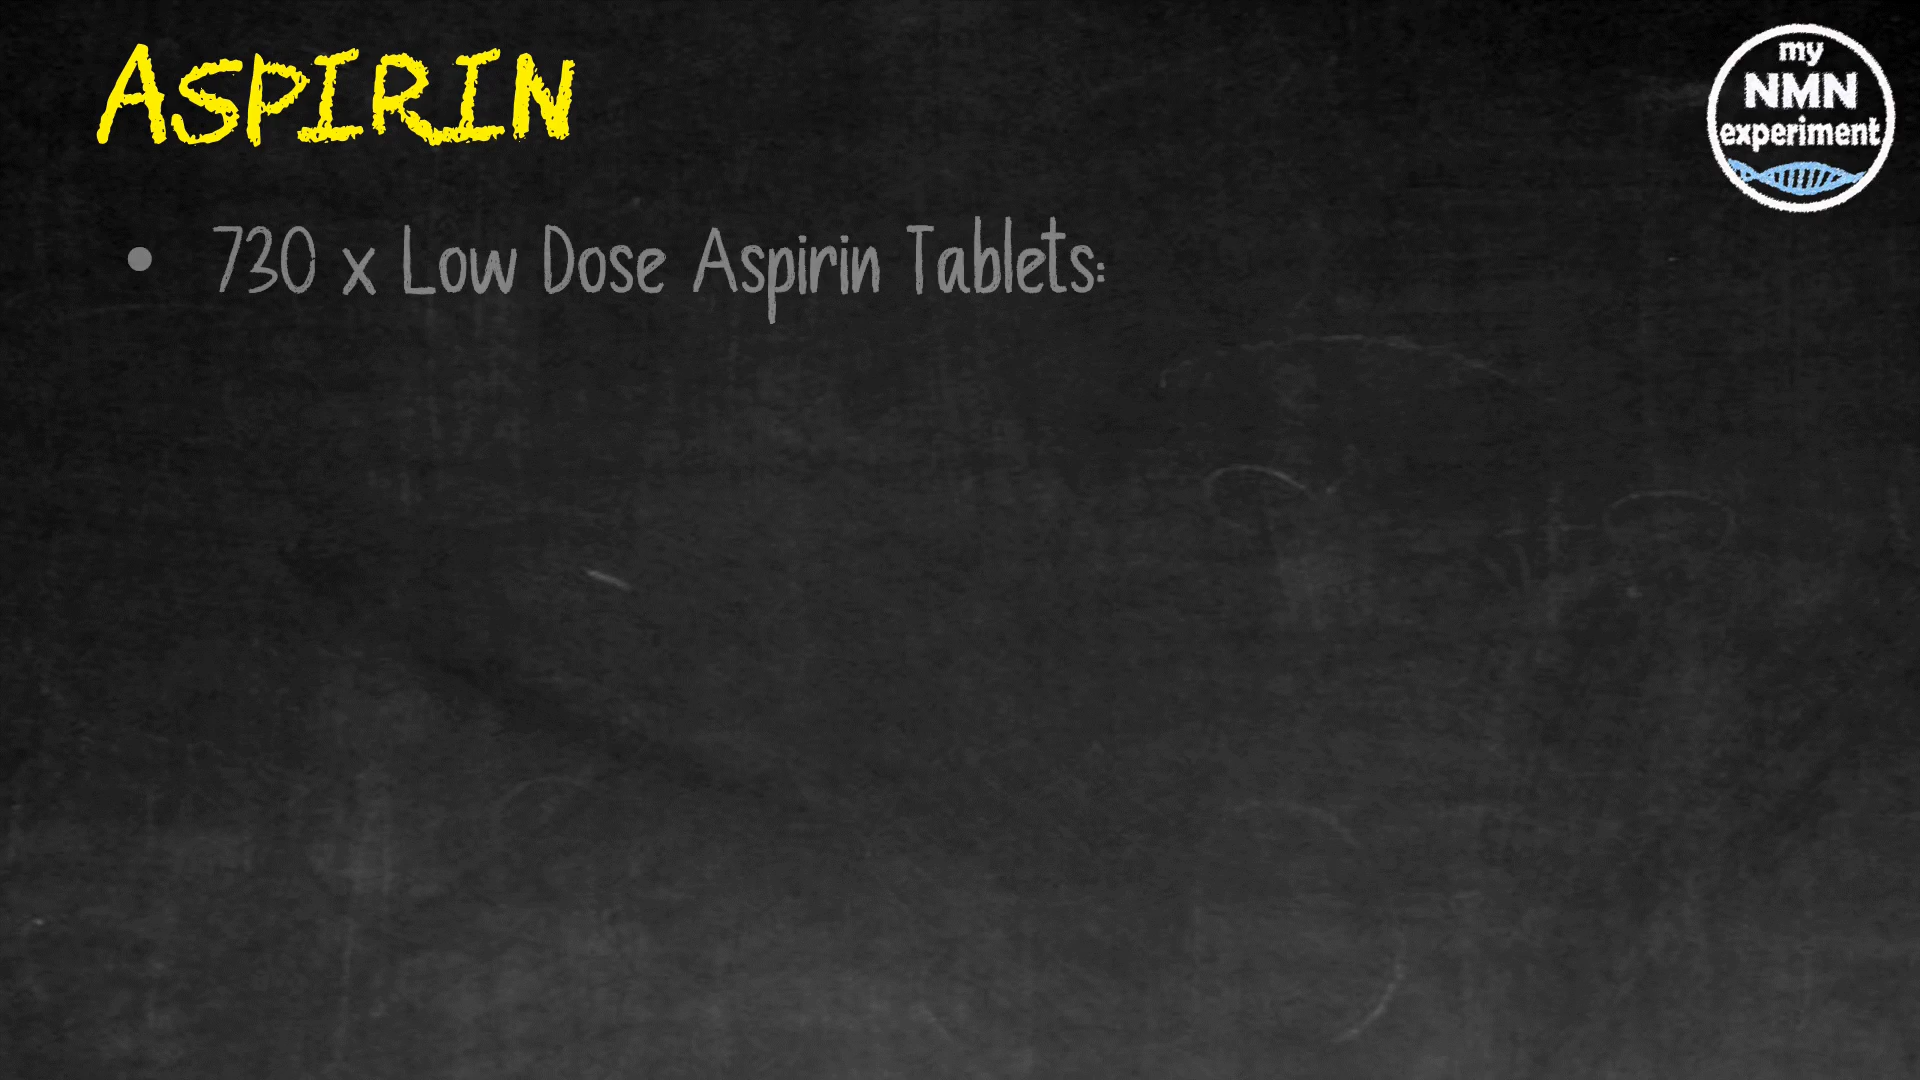 ASPIRIN
my
NMN
experiment
• 730 x Low Dose Aspirin Tablets: